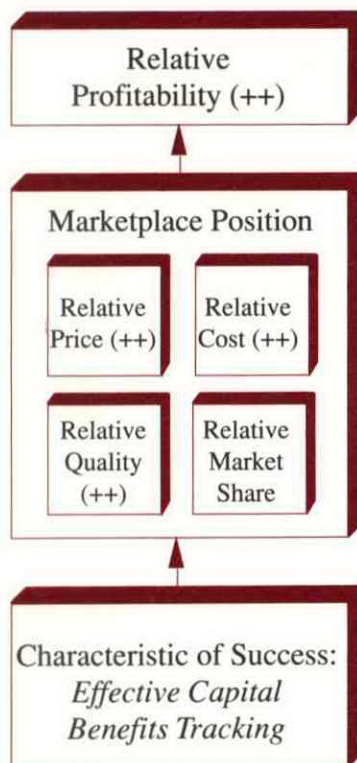 Relative
Profitability (++)
Marketplace Position
Relative
Price (++)
Relative
Cost (++)
Relative
Quality
(++)
Relative
Market
Share
Characteristic of Success:
Effective Capital
Benefits Tracking